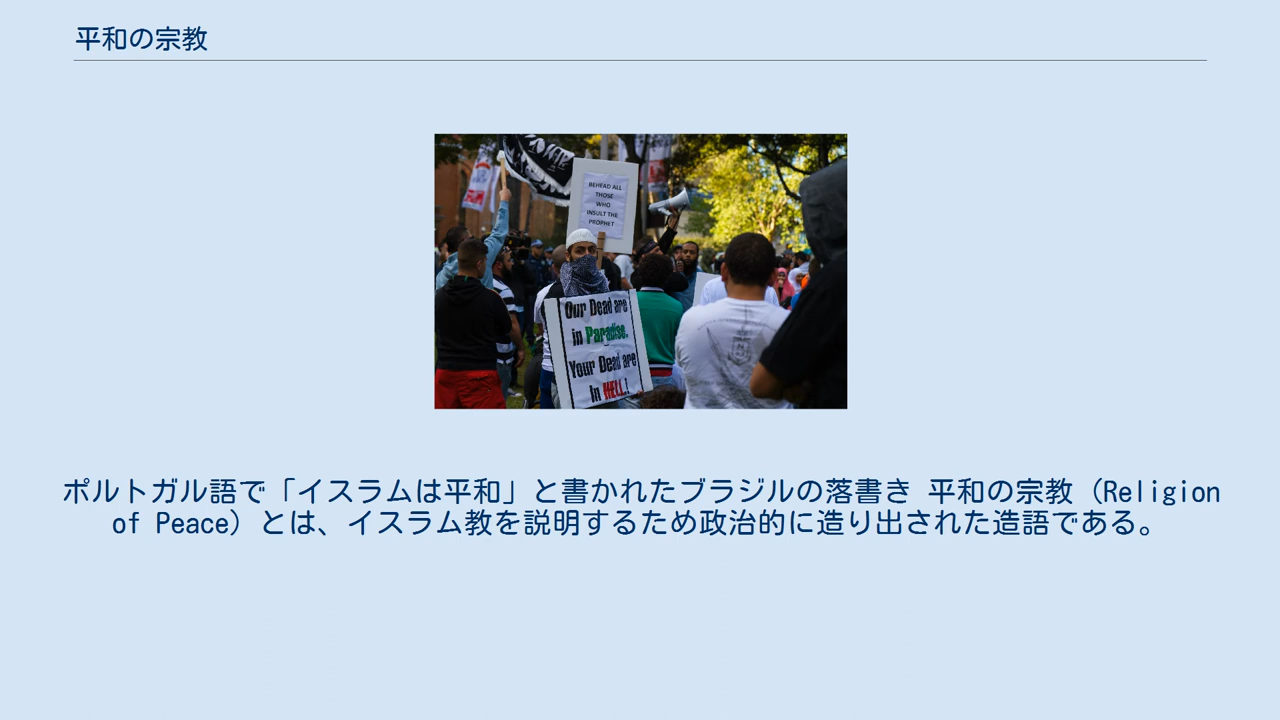 平和の宗教
BEHEAD ALL
THOSE
WHO
INSULT THE
PROPHET
Our Dead are
in Paradise.
Your Dead are
in HELL!
ポルトガル語で「イスラムは平和」と書かれたブラジルの落書き 平和の宗教（Religion
of Peace）とは、イスラム教を説明するため政治的に造り出された造語である。